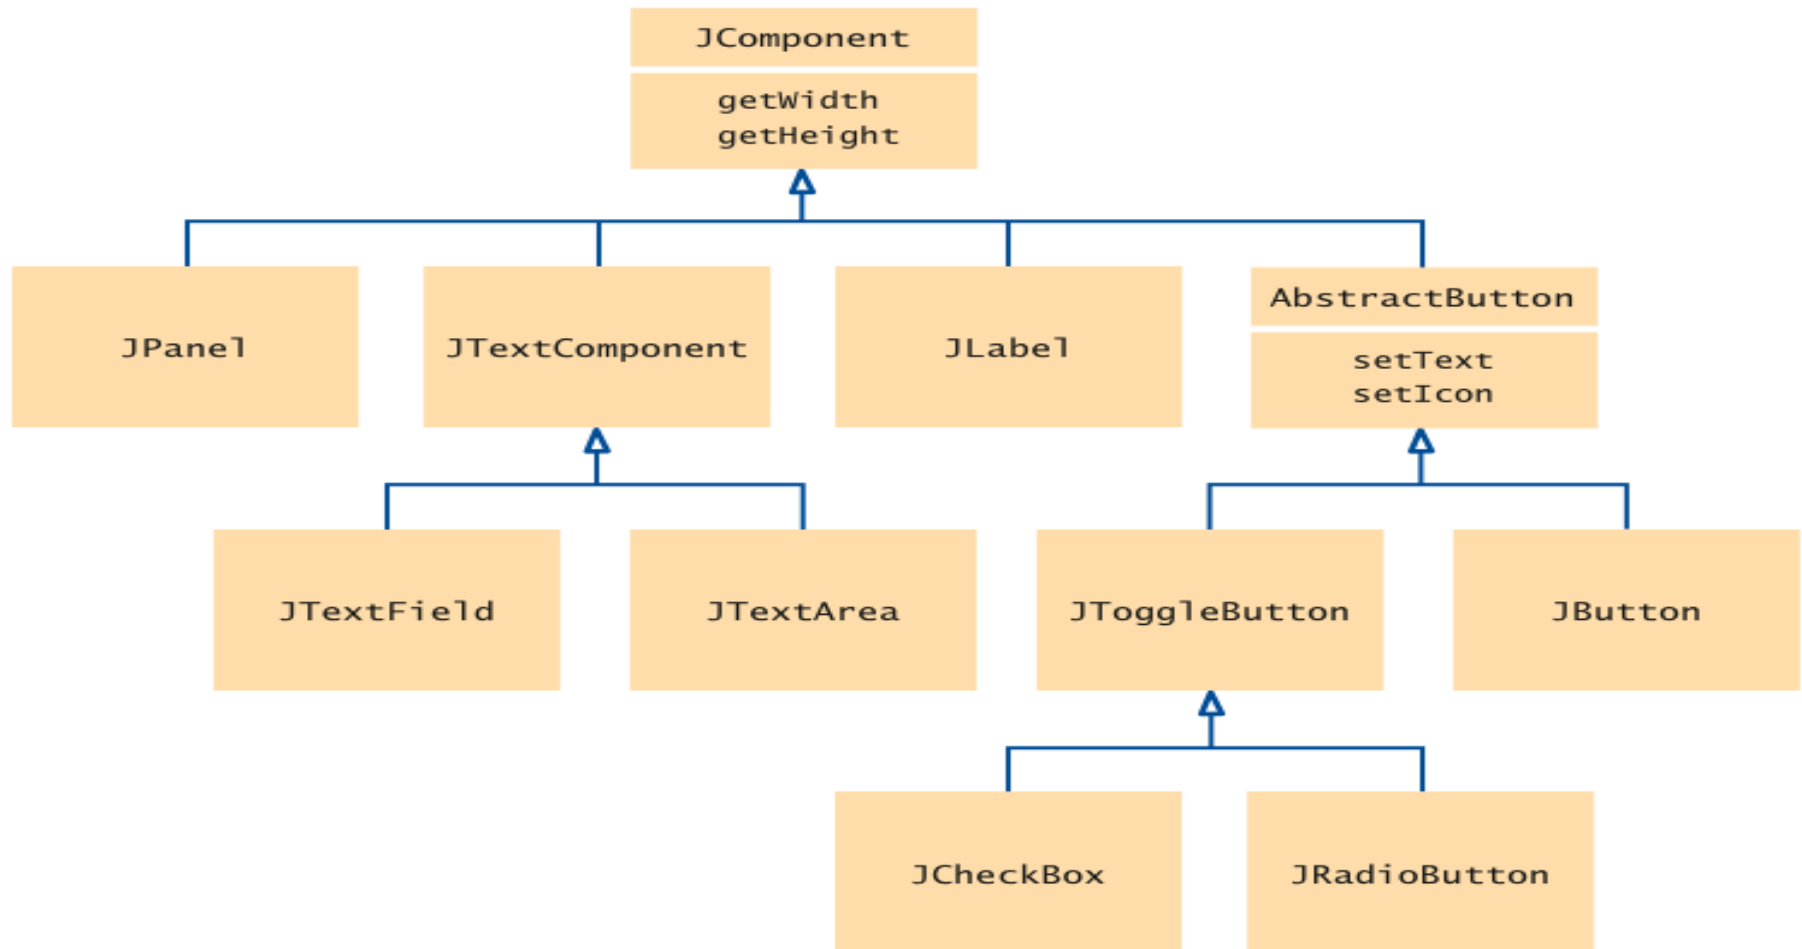 JComponent
getWidth
getHeight
JPanel
JTextComponent
JLabel
AbstractButton
setText
setIcon
JTextField
JTextArea
JToggleButton
JButton
JCheckBox
JRadioButton